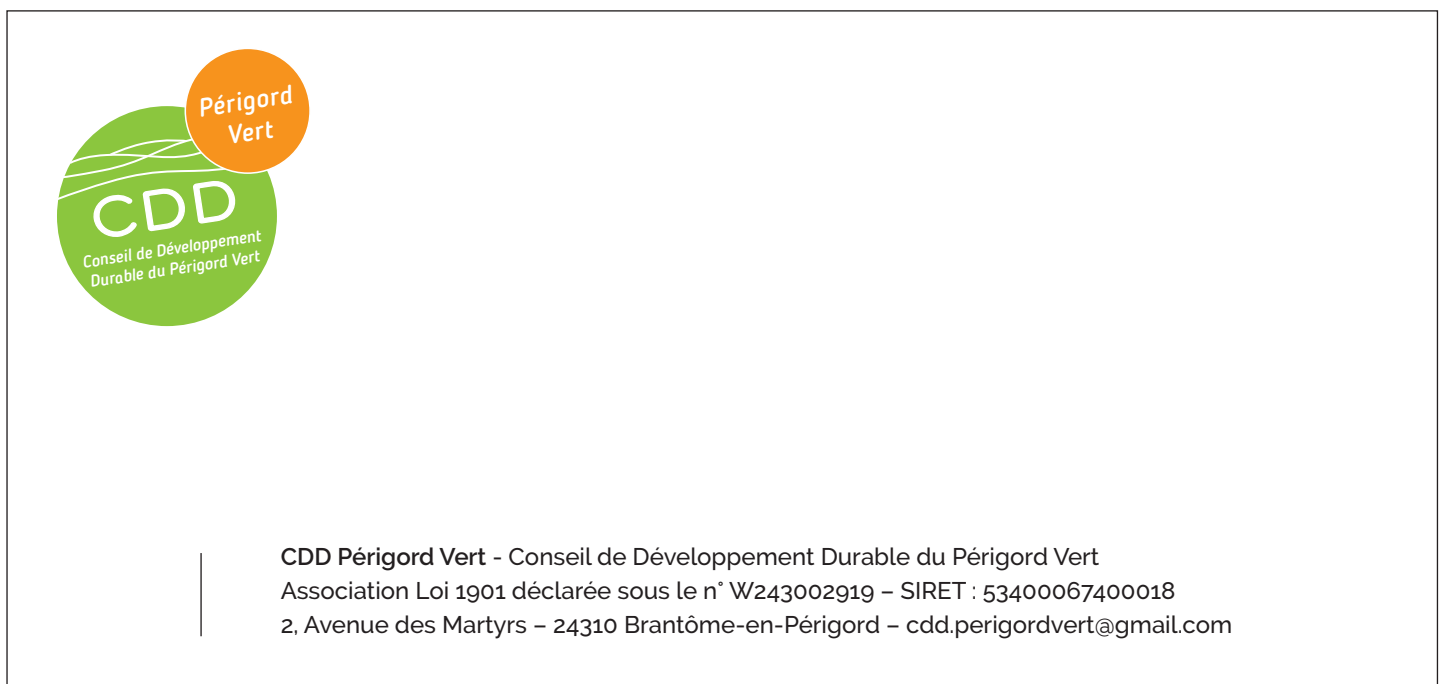 Périgord
Vert
CDD
Conseil de Développement
Durable du Périgord Vert
CDD Périgord Vert - Conseil de Développement Durable du Périgord Vert
Association Loi 1901 déclarée sous le n° W243002919 – SIRET : 53400067400018
2, Avenue des Martyrs – 24310 Brantôme-en-Périgord – cdd.perigordvert@gmail.com